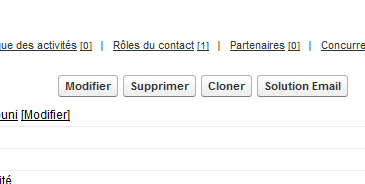 que des activités [0] | Rôles du contact [1] | Partenaires [0] | Concurre
Modifier Supprimer Cloner Solution Email
uni [Modifier]
ité